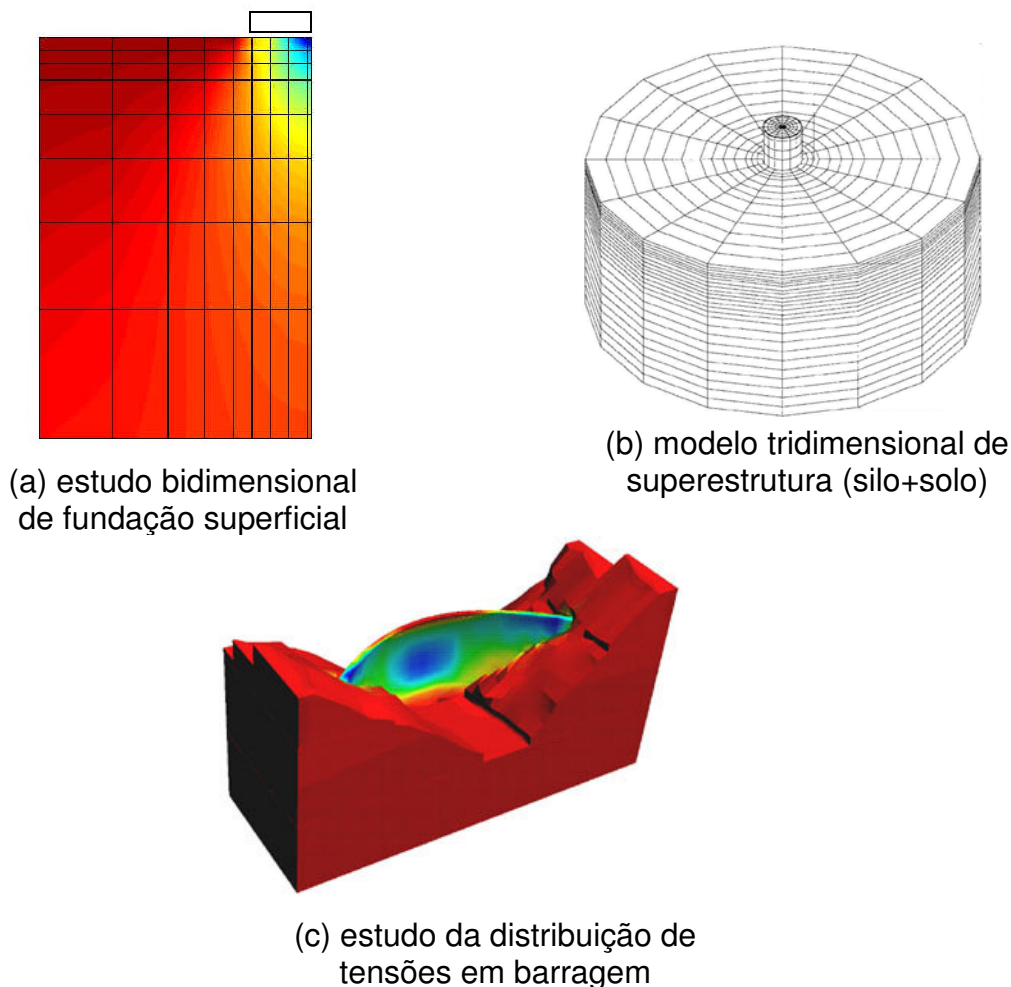 (a) estudo bidimensional
de fundação superficial
(b) modelo tridimensional de
superestrutura (silo+solo)
(c) estudo da distribuição de
tensões em barragem